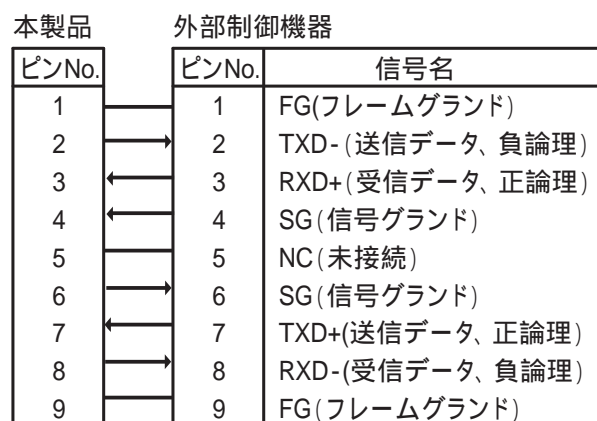 本製品 外部制御機器
ピンNo. ピンNo. 信号名
1 1 FG(フレームグランド)
2 2 TXD-(送信データ、負論理)
3 3 RXD+(受信データ、正論理)
4 4 SG(信号グランド)
5 5 NC(未接続)
6 6 SG(信号グランド)
7 7 TXD+(送信データ、正論理)
8 8 RXD-(受信データ、負論理)
9 9 FG(フレームグランド)